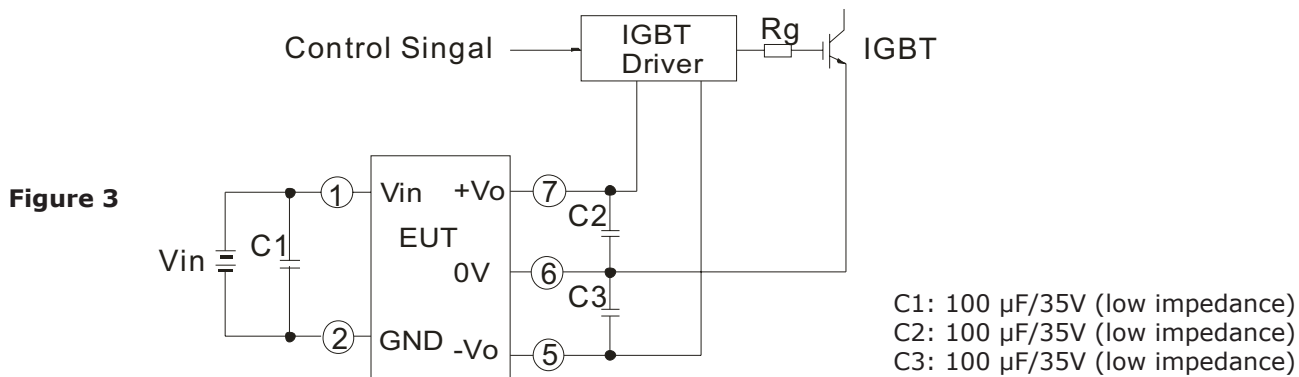 Control Singal
IGBT
Driver
Rg
IGBT
Figure 3
Vin
C1
1
2
Vin
EUT
GND
+Vo
0V
-Vo
7
6
5
C2
C3
C1: 100 µF/35V (low impedance)
C2: 100 µF/35V (low impedance)
C3: 100 µF/35V (low impedance)